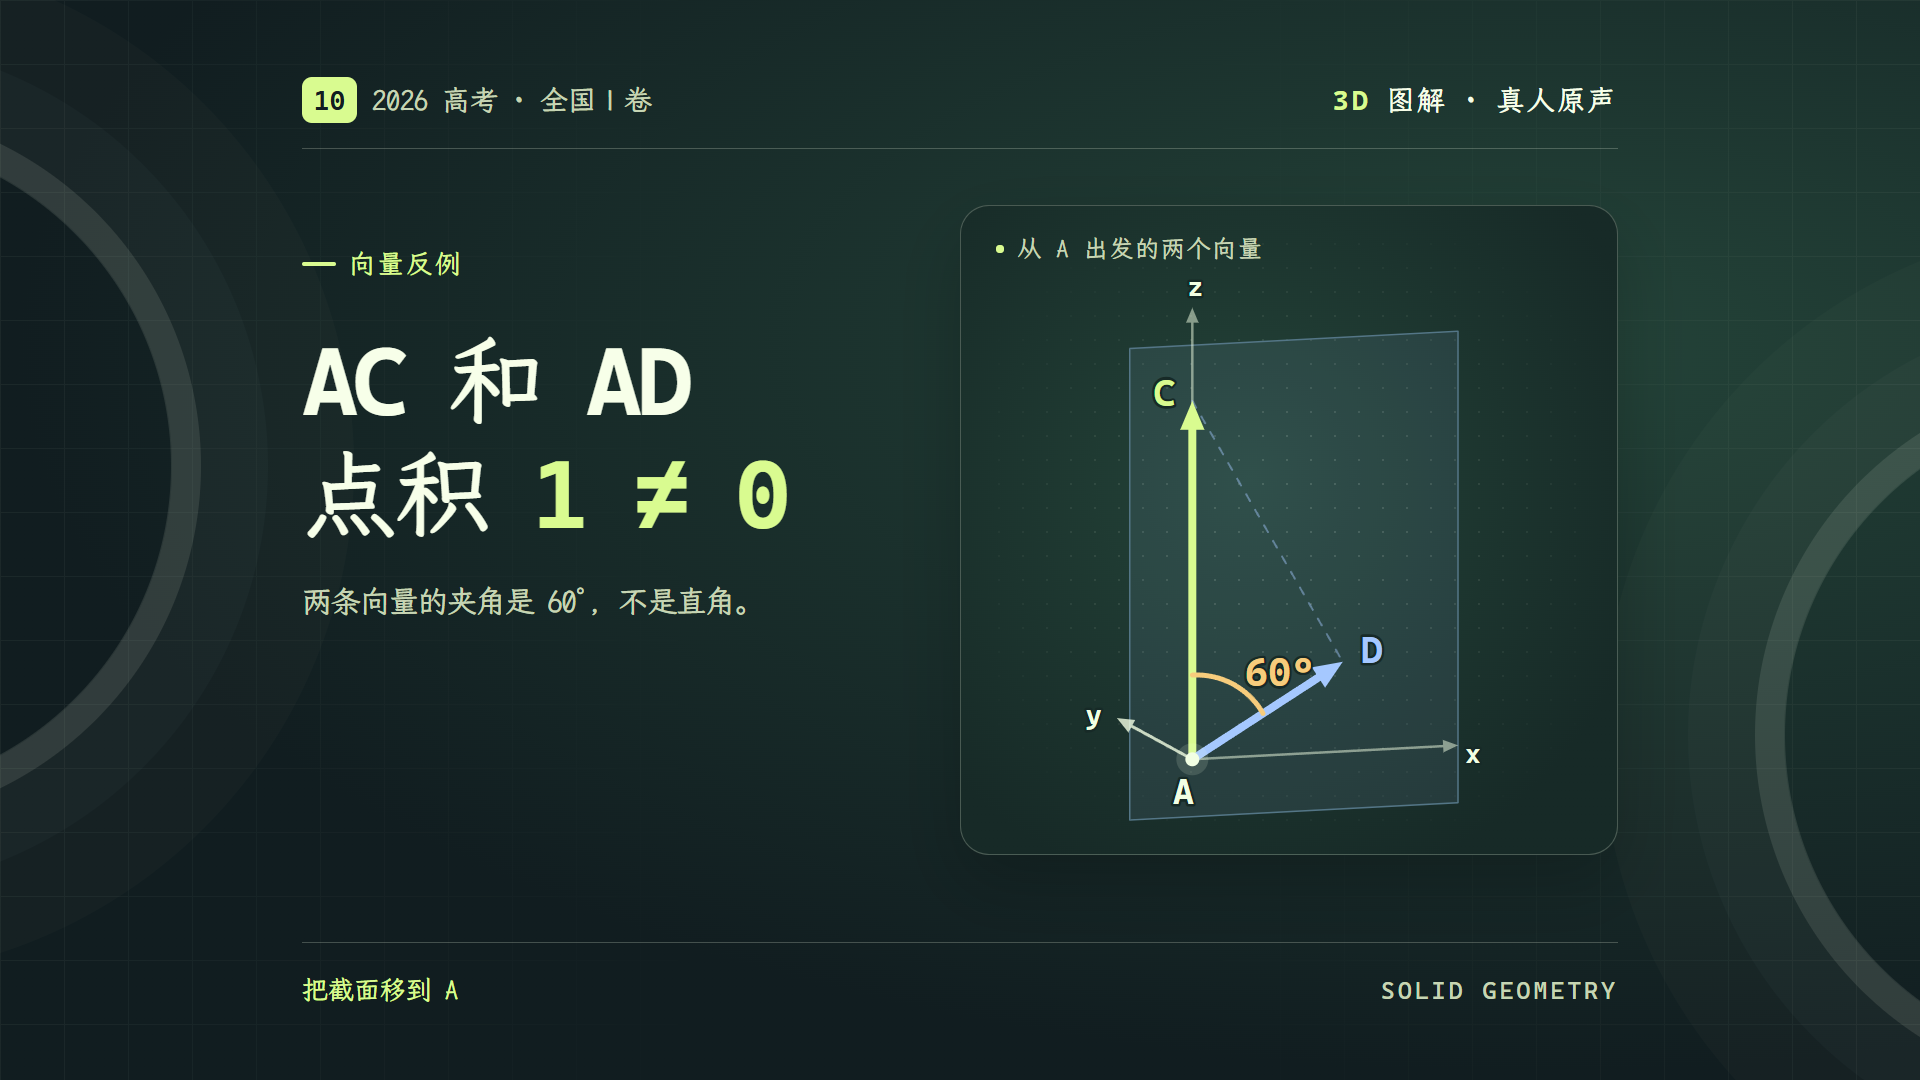 10 2026 高考 · 全国 I 卷
3D 图解 · 真人原声
向量反例
AC 和 AD
点积 1 ≠ 0
两条向量的夹角是 60°，不是直角。
从 A 出发的两个向量
z
C
60°
D
y
x
A
把截面移到 A
SOLID GEOMETRY